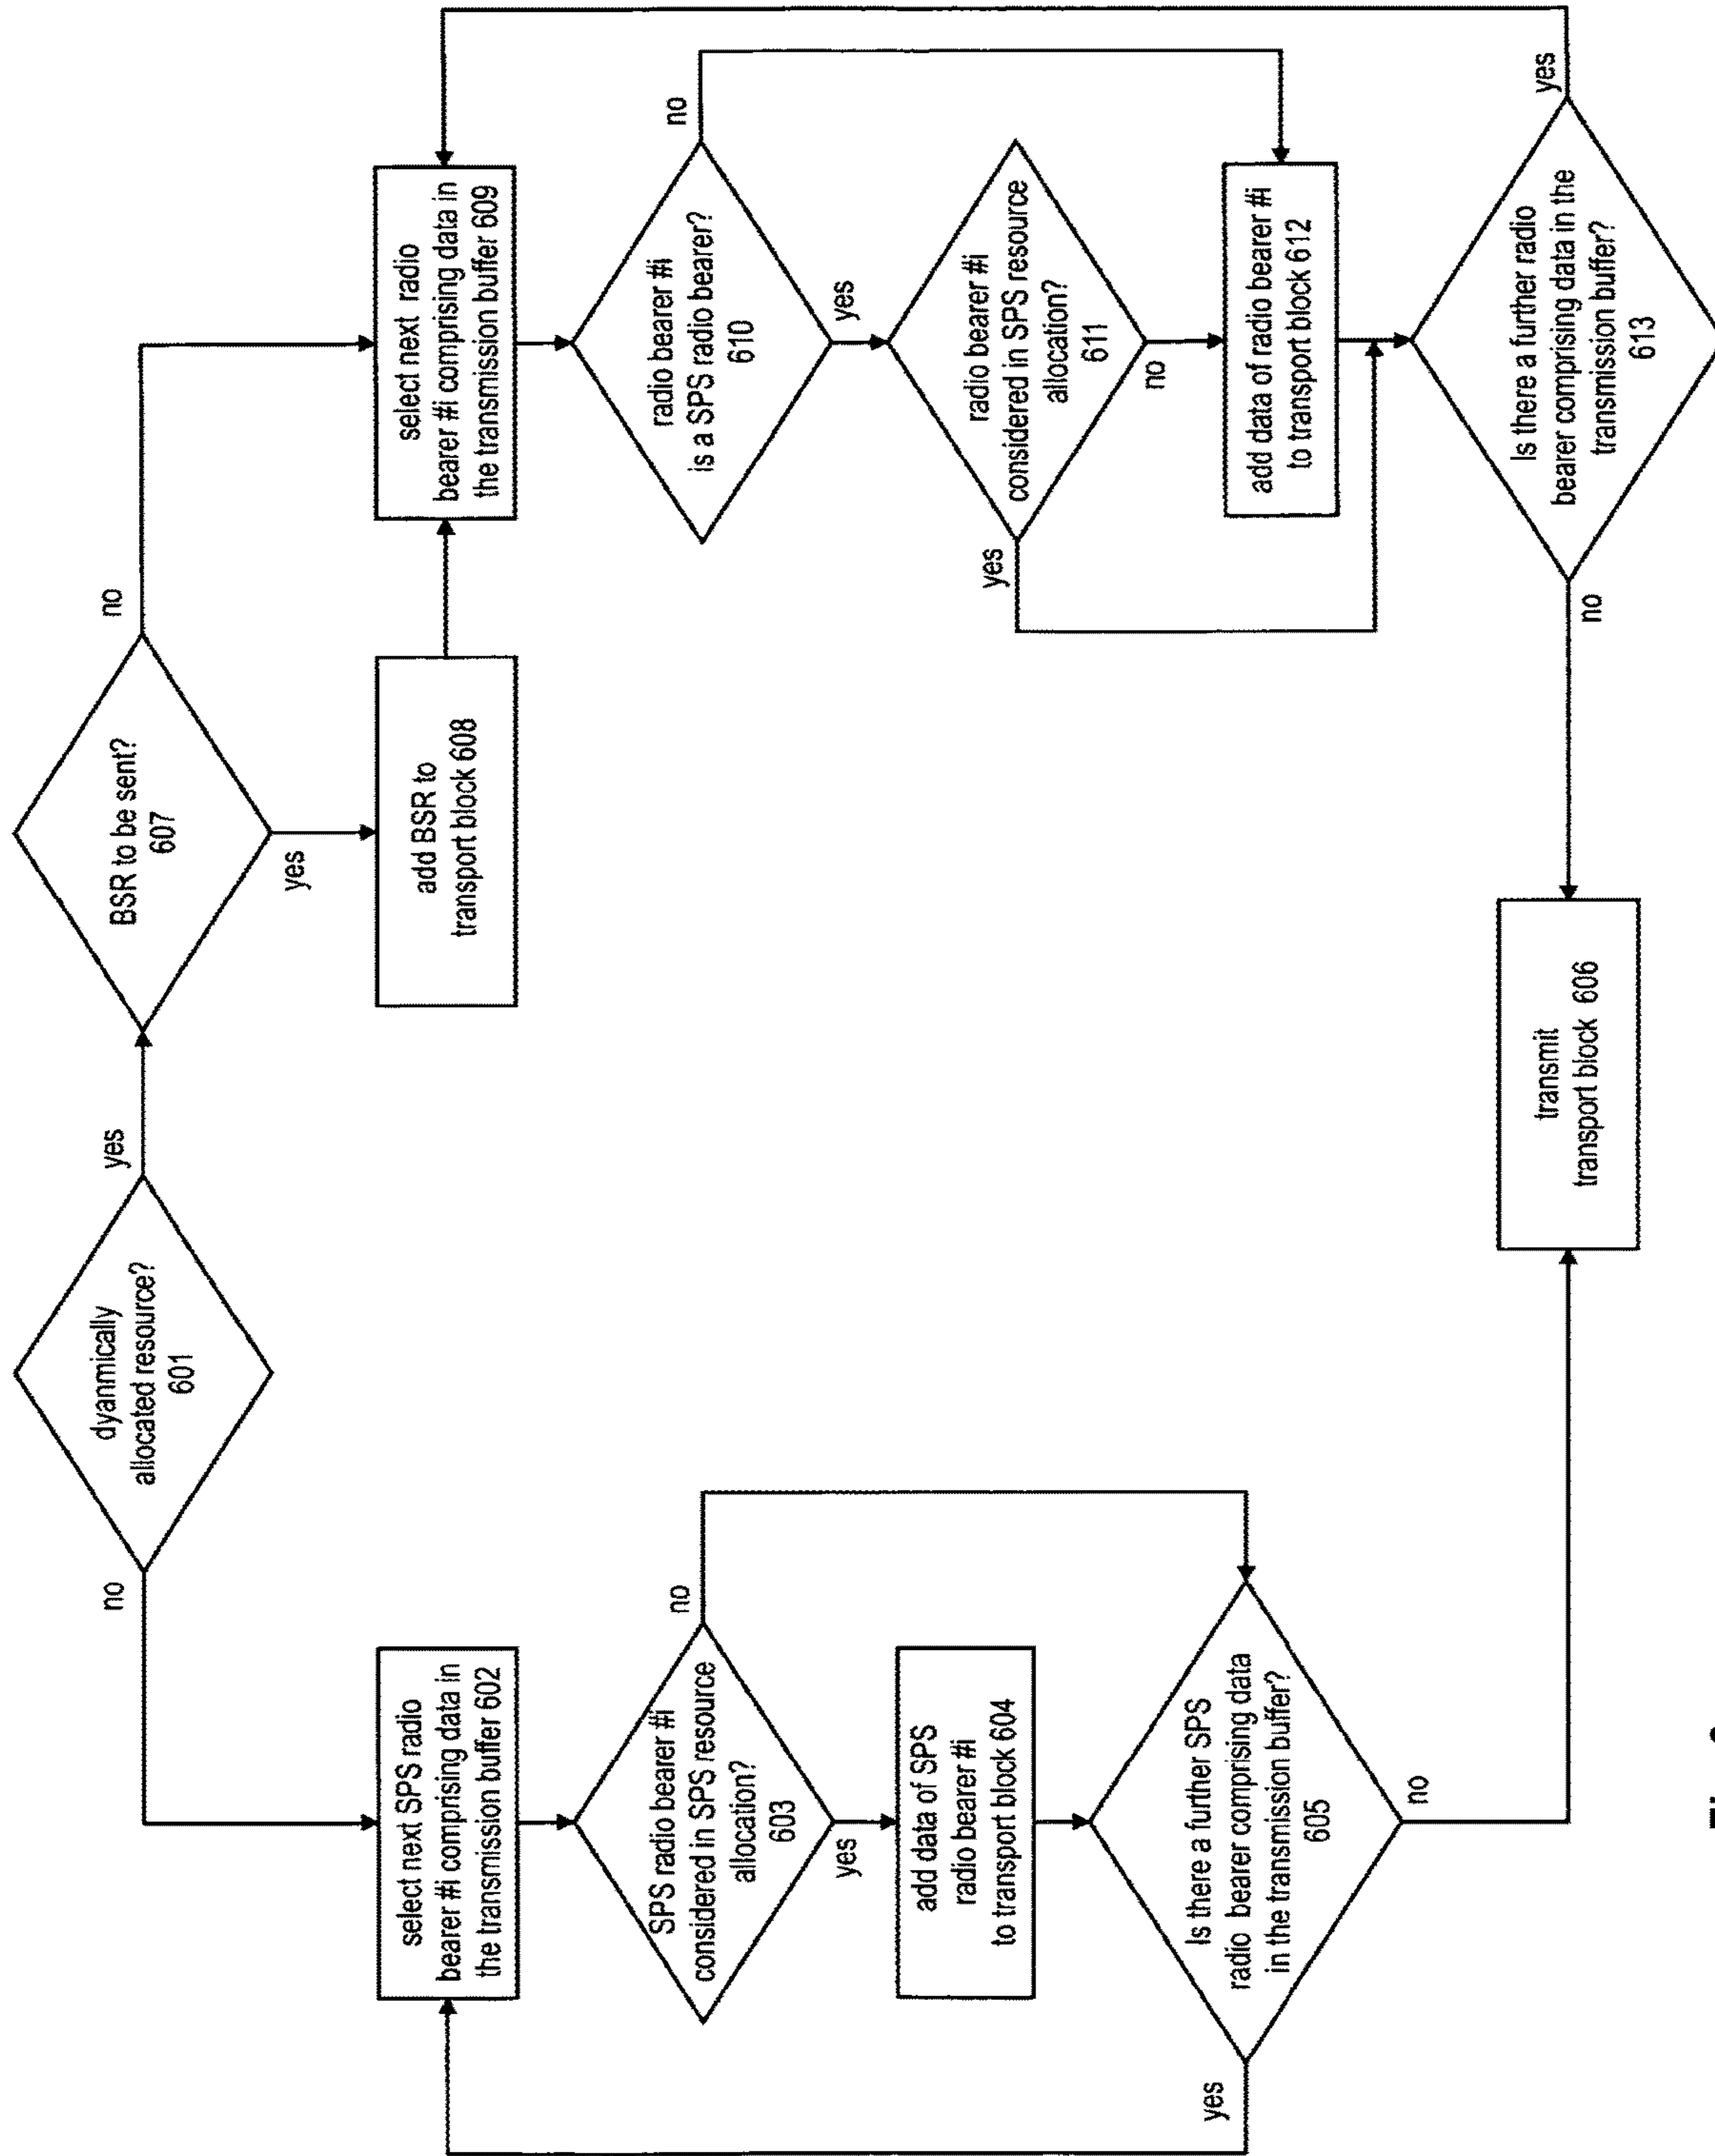 dyanmically
allocated resource?
601
no
yes
BSR to be sent?
607
no
yes
add BSR to
transport block 608
select next SPS radio
bearer #i comprising data in
the transmission buffer 602
select next radio
bearer #i comprising data in
the transmission buffer 609
SPS radio bearer #i
considered in SPS resource
allocation?
603
no
yes
radio bearer #i
is a SPS radio bearer?
610
no
yes
add data of SPS
radio bearer #i
to transport block 604
radio bearer #i
considered in SPS resource
allocation?
611
yes
no
Is there a further SPS
radio bearer comprising data
in the transmission buffer?
605
yes
no
add data of radio bearer #i
to transport block 612
transmit
transport block 606
Is there a further radio
bearer comprising data in the
transmission buffer?
613
no
yes